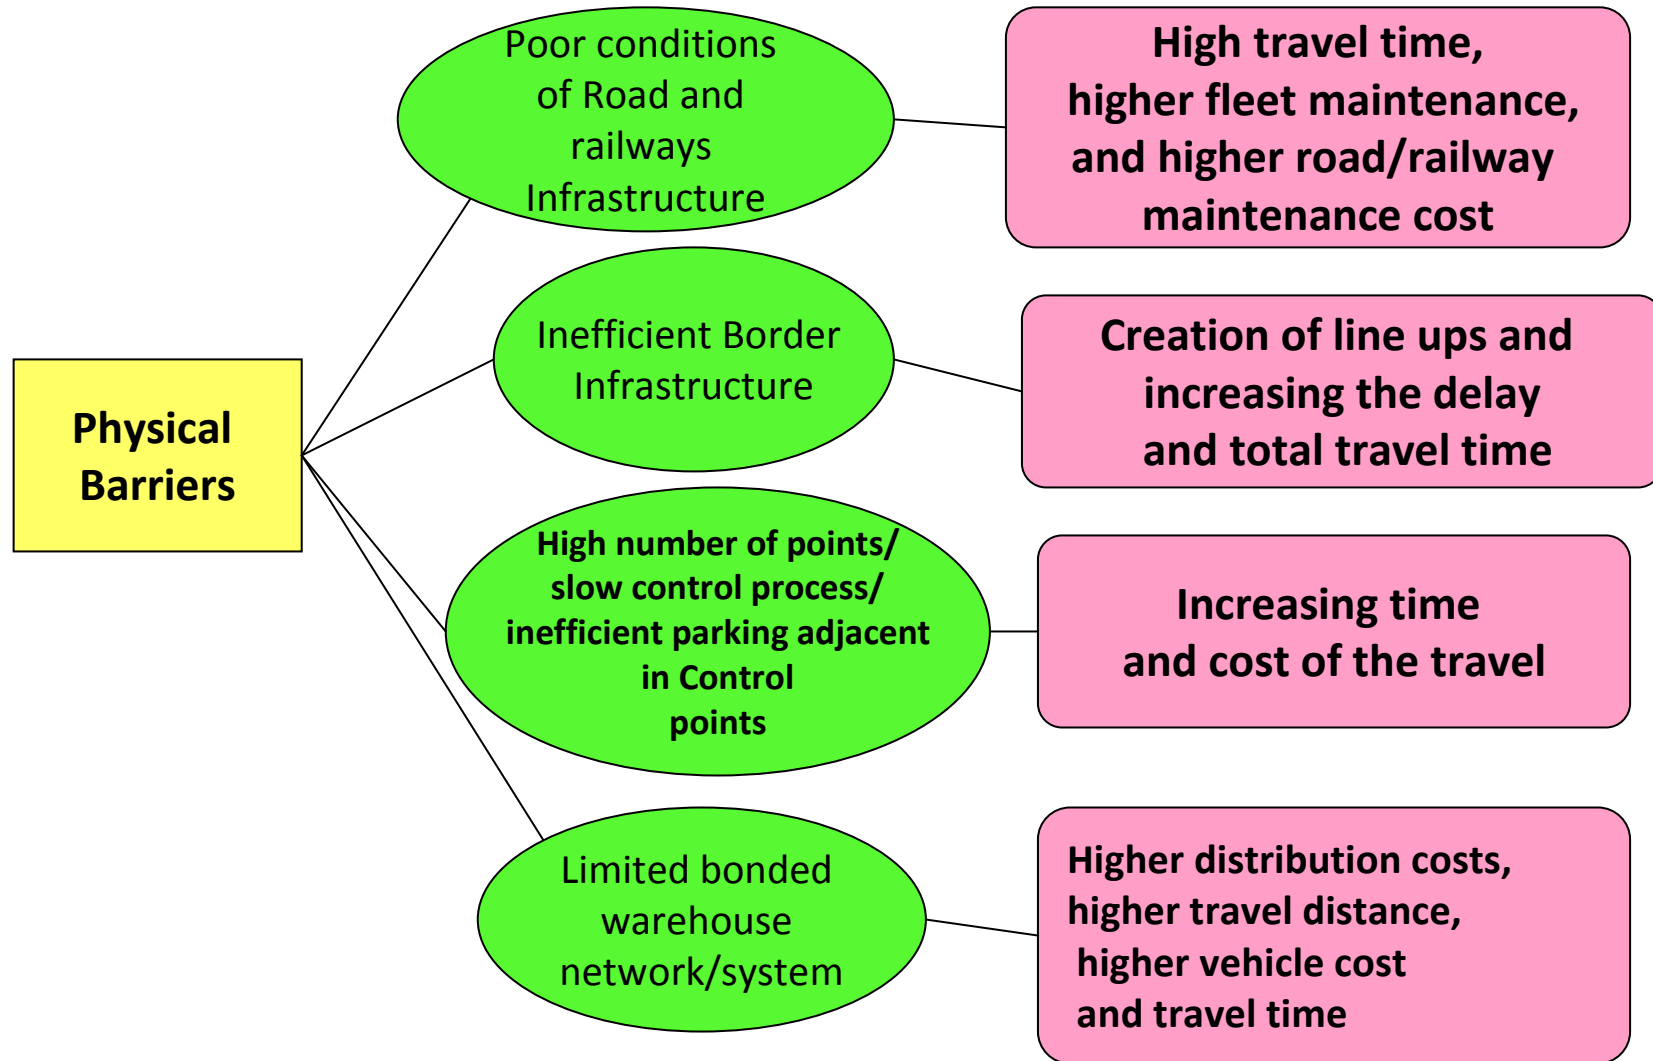 Physical
Barriers
Poor conditions
of Road and
railways
Infrastructure
High travel time,
higher fleet maintenance,
and higher road/railway
maintenance cost
Inefficient Border
Infrastructure
Creation of line ups and
increasing the delay
and total travel time
High number of points/
slow control process/
inefficient parking adjacent
in Control
points
Increasing time
and cost of the travel
Limited bonded
warehouse
network/system
Higher distribution costs,
higher travel distance,
higher vehicle cost
and travel time